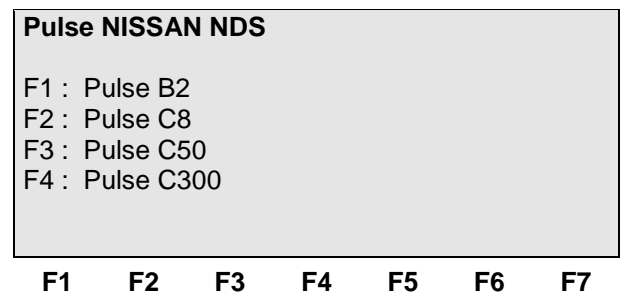 Pulse NISSAN NDS
F1 : Pulse B2
F2 : Pulse C8
F3 : Pulse C50
F4 : Pulse C300
F1 F2 F3 F4 F5 F6 F7